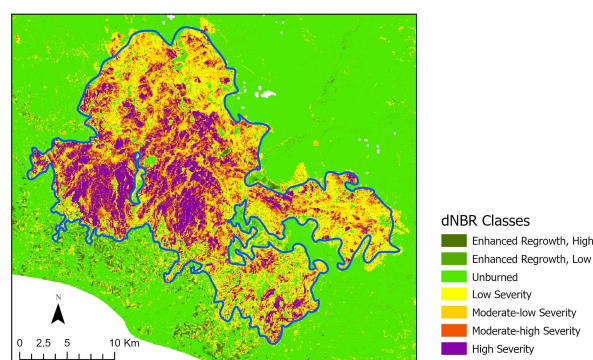 N
0 2.5 5 10 Km
dNBR Classes
Enhanced Regrowth, High
Enhanced Regrowth, Low
Unburned
Low Severity
Moderate-low Severity
Moderate-high Severity
High Severity